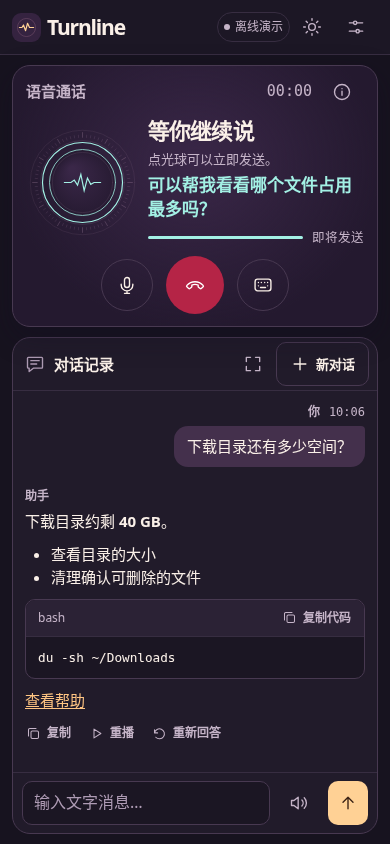 Turnline
离线演示
语音通话
00:00
等你继续说
点光球可以立即发送。
可以帮我看看哪个文件占用
最多吗？
即将发送
对话记录
新对话
你 10:06
下载目录还有多少空间？
助手
下载目录约剩 40 GB。
• 查看目录的大小
• 清理确认可删除的文件
bash
复制代码
du -sh ~/Downloads
查看帮助
复制
重播
重新回答
输入文字消息...